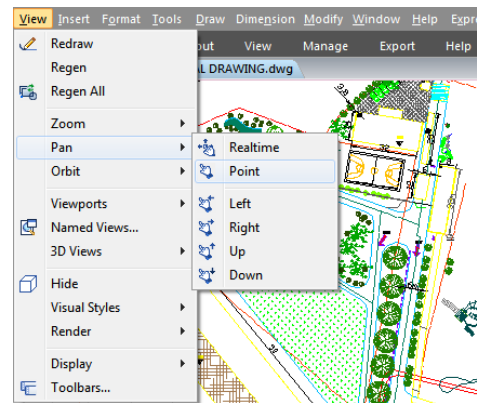 View Insert Format Tools Draw Dimension Modify Window Help
View Manage Export Help
L DRAWING.dwg
Redraw
Regen
Regen All
Zoom
Pan
Orbit
Realtime
Point
Viewports
Named Views...
3D Views
Left
Right
Up
Down
Hide
Visual Styles
Render
Display
Toolbars...